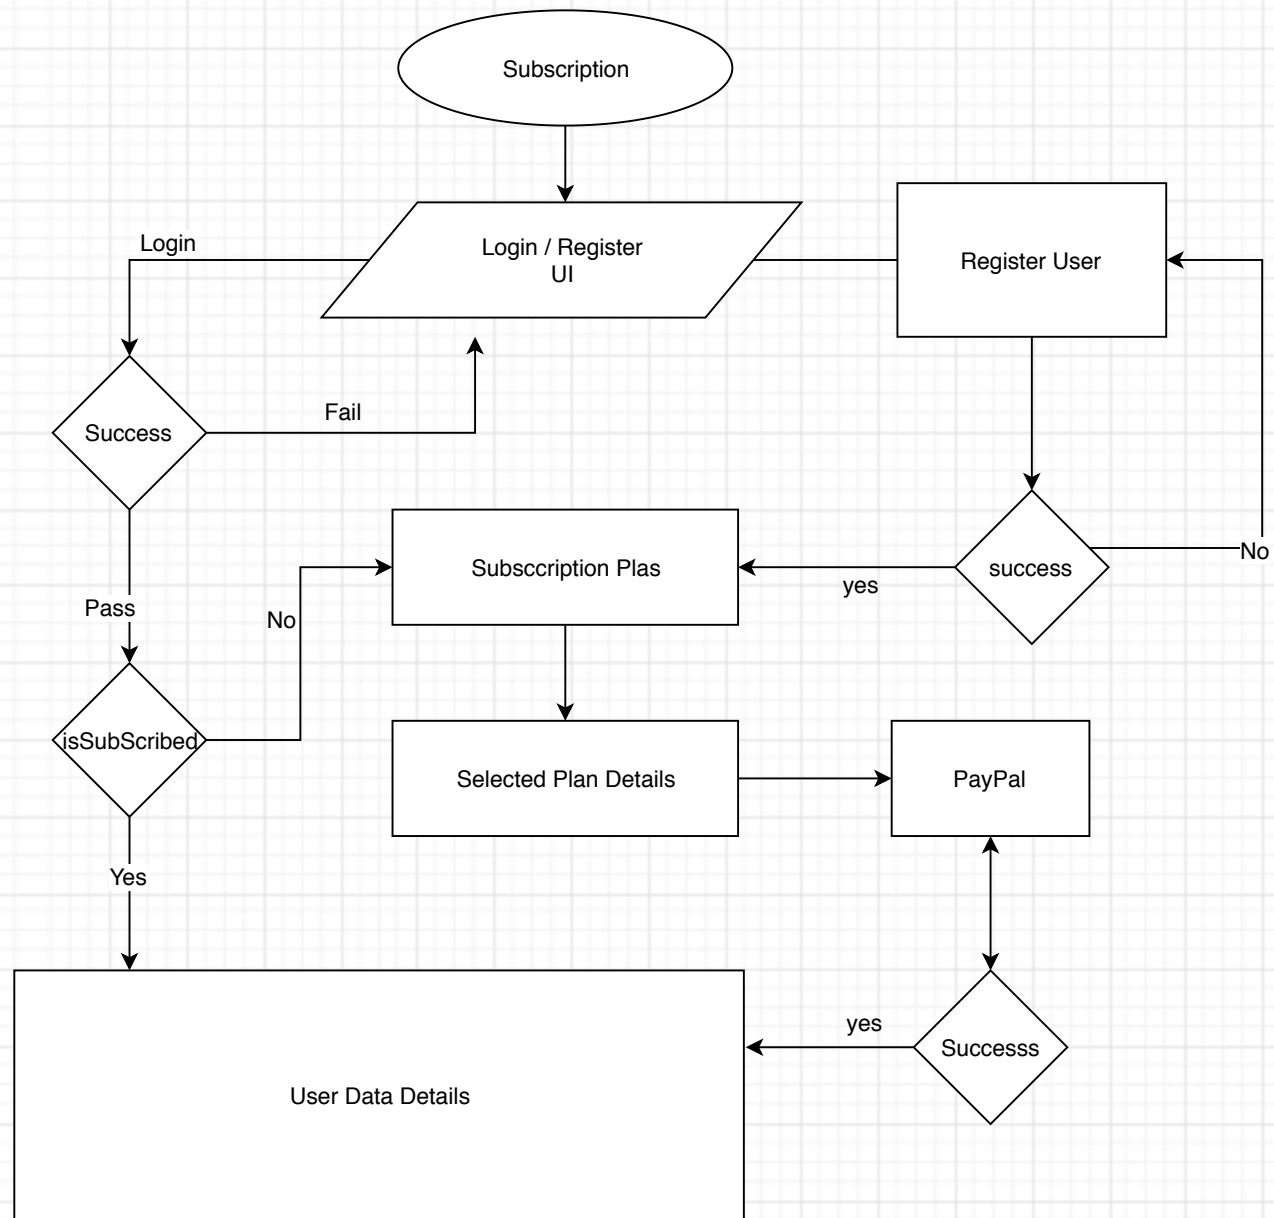 Subscription
Login
Login / Register
UI
Register User
Success
Fail
Subsccription Plas
success
No
yes
Pass
No
isSubScribed
Selected Plan Details
PayPal
Yes
yes
Successs
User Data Details